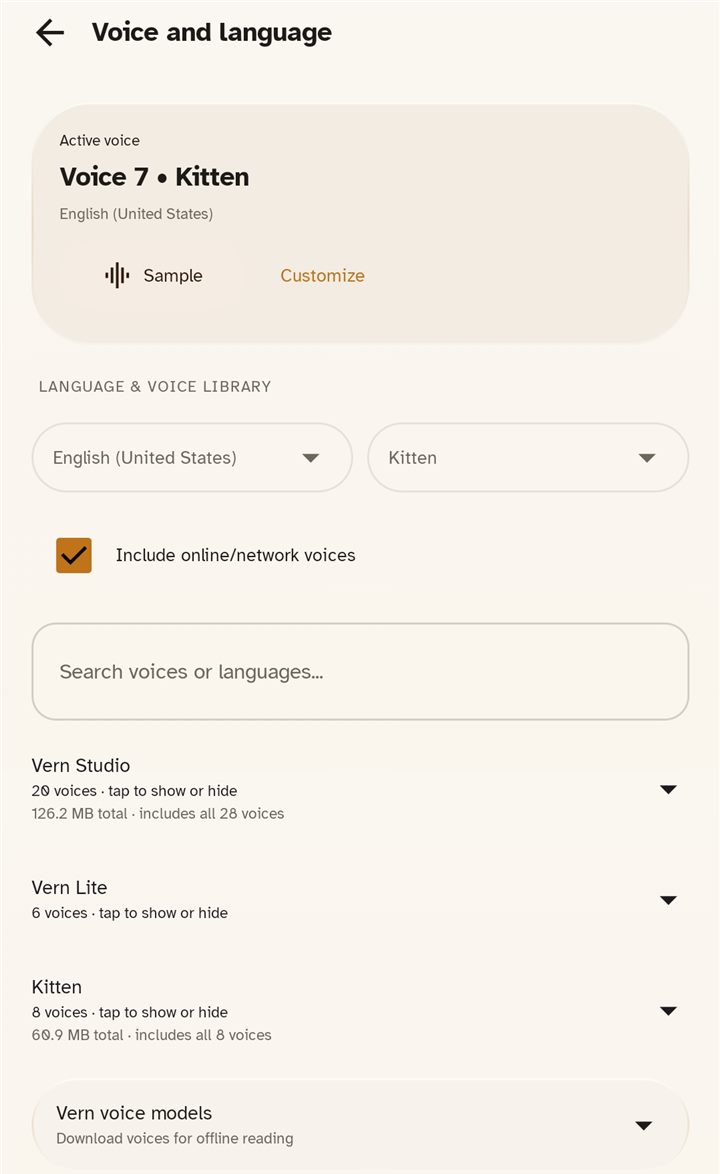 Voice and language
Active voice
Voice 7 • Kitten
English (United States)
Sample
Customize
LANGUAGE & VOICE LIBRARY
English (United States)
Kitten
Include online/network voices
Search voices or languages...
Vern Studio
20 voices · tap to show or hide
126.2 MB total · includes all 28 voices
Vern Lite
6 voices · tap to show or hide
Kitten
8 voices · tap to show or hide
60.9 MB total · includes all 8 voices
Vern voice models
Download voices for offline reading